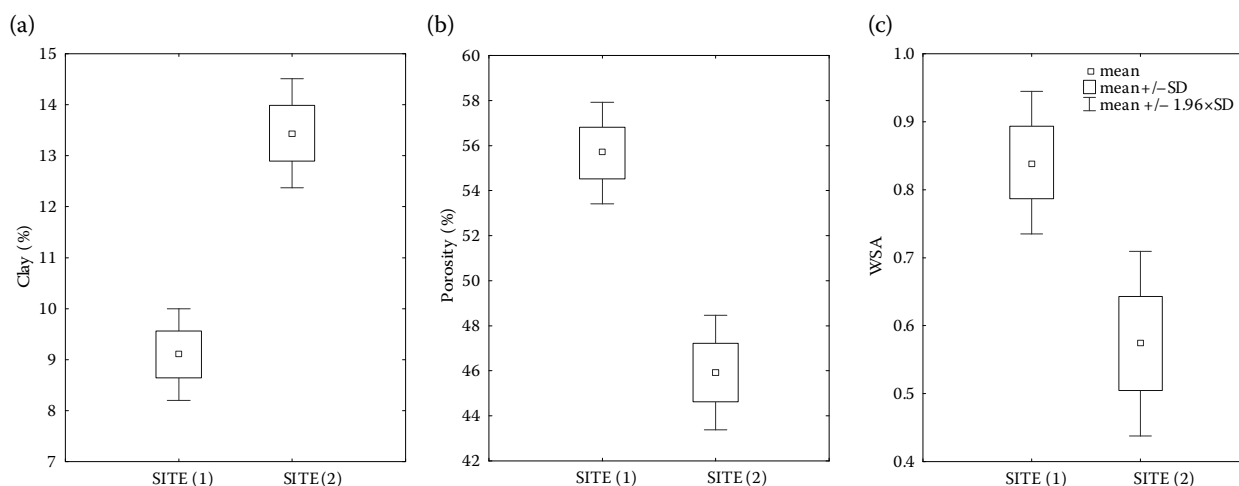 (a)
15
14
13
12
11
10
9
8
7
Clay (%)
SITE (1)
SITE(2)
(b)
60
58
56
54
52
50
48
46
44
42
Porosity (%)
SITE (1)
SITE(2)
(c)
1.0
0.9
0.8
0.7
0.6
0.5
0.4
WSA
mean
mean+/−SD
mean +/− 1.96×SD
SITE (1)
SITE (2)